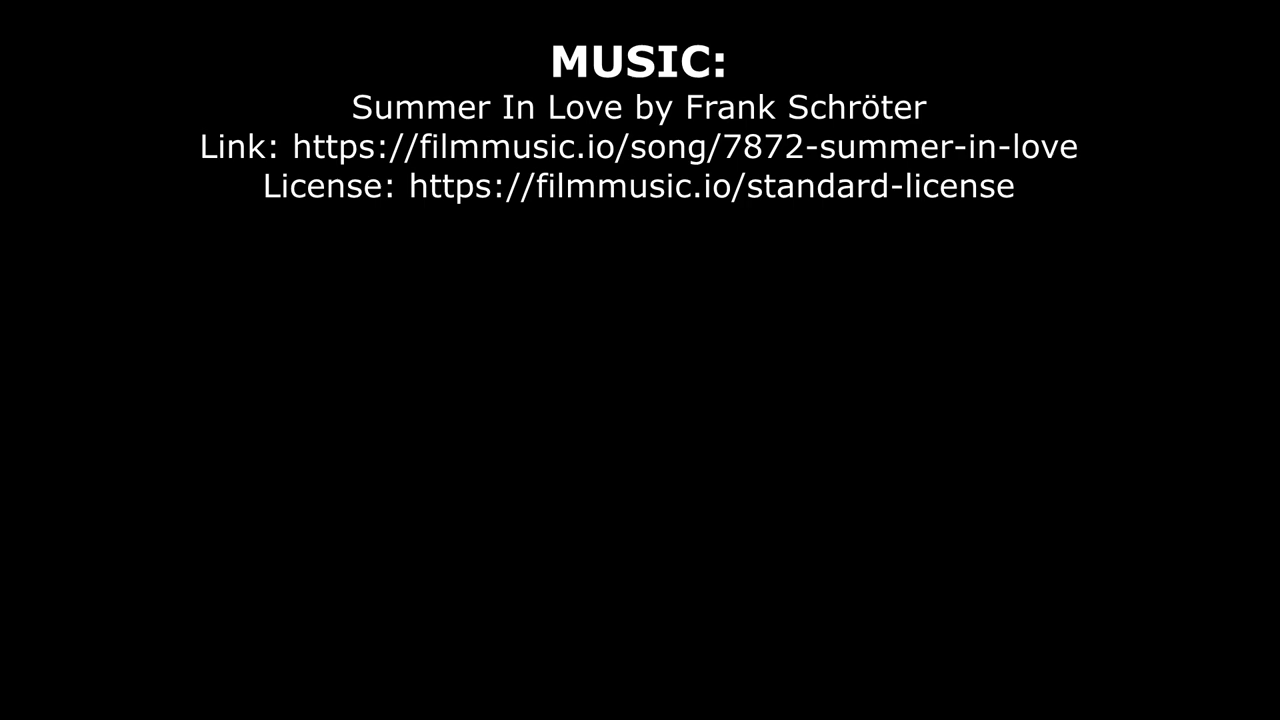 MUSIC:
Summer In Love by Frank Schröter
Link: https://filmmusic.io/song/7872-summer-in-love
License: https://filmmusic.io/standard-license